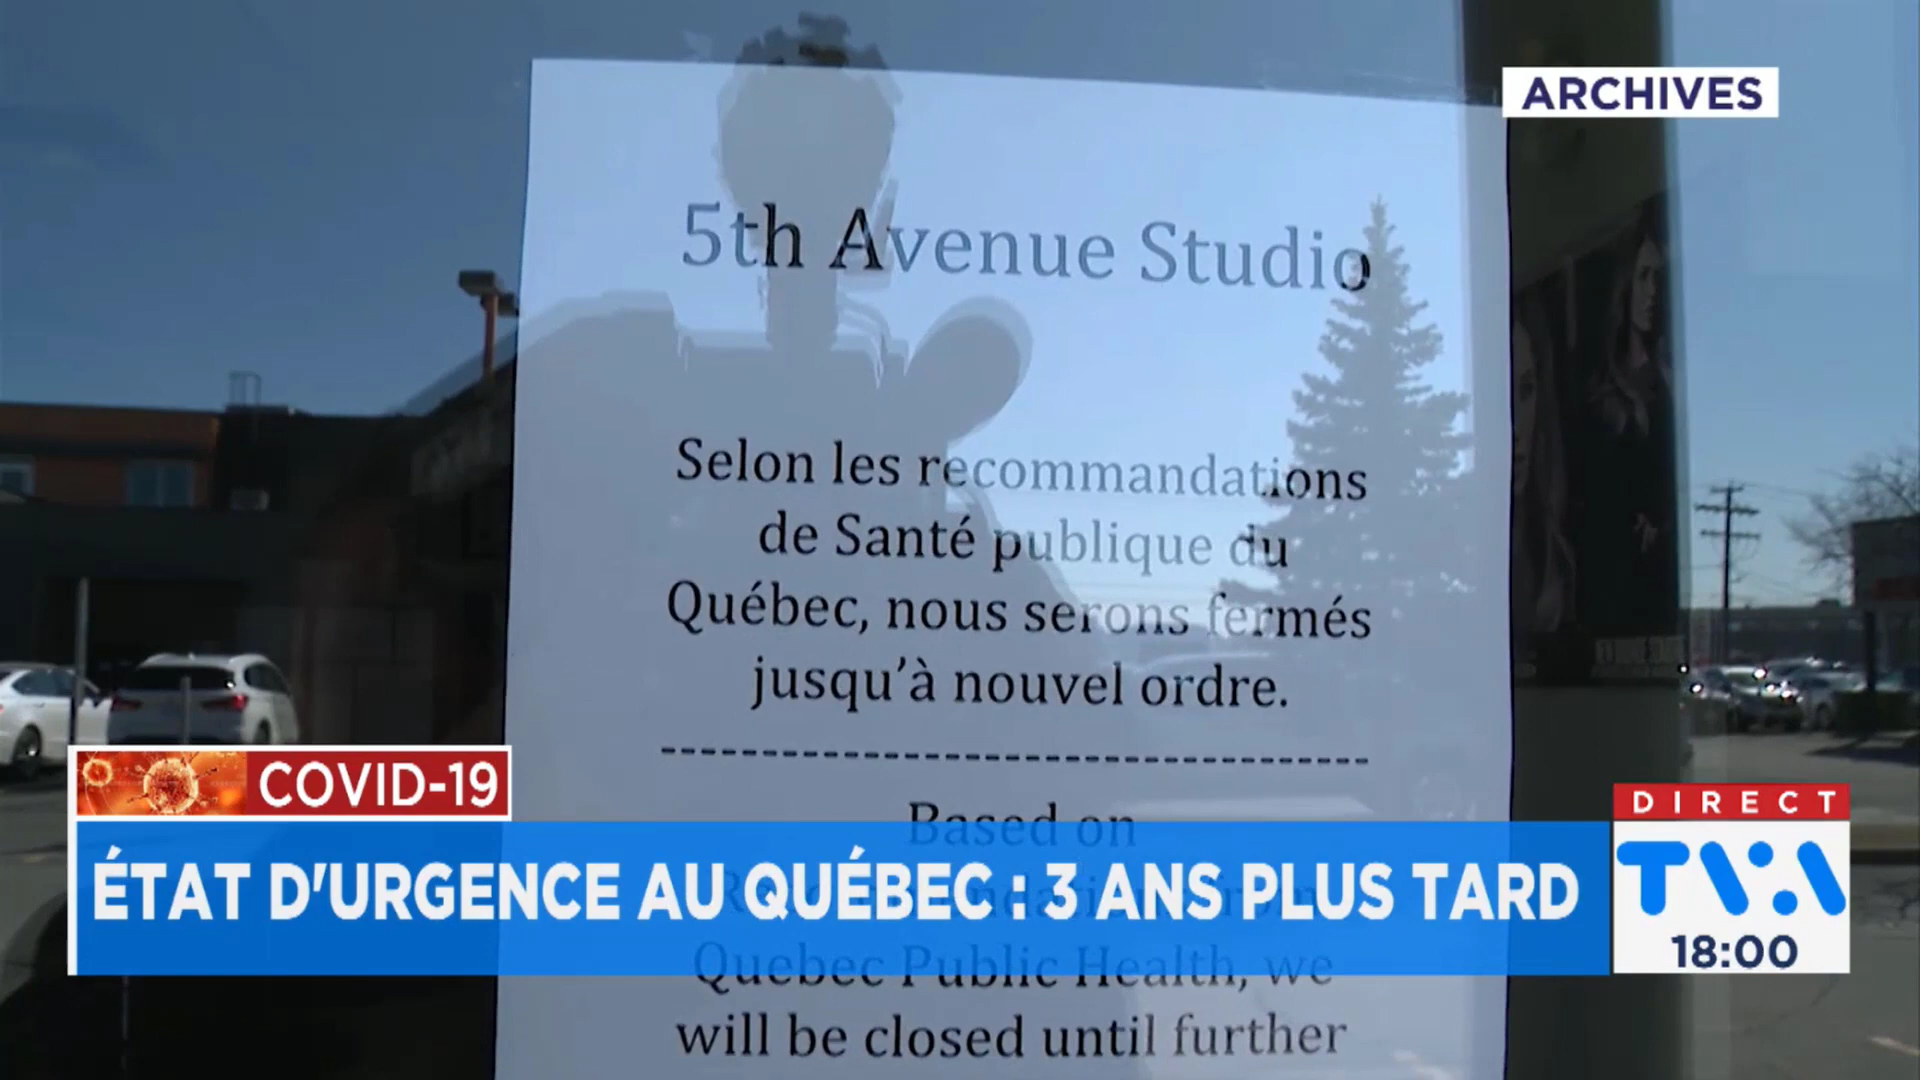 ARCHIVES
5th Avenue Studio
Selon les recommandations
de Santé publique du
Québec, nous serons fermés
jusqu'à nouvel ordre.
---------------------------------
Based on
Recommendations from
Quebec Public Health, we
will be closed until further
COVID-19
ÉTAT D'URGENCE AU QUÉBEC : 3 ANS PLUS TARD
DIRECT
TVA
18:00